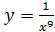 y = 1/x⁹